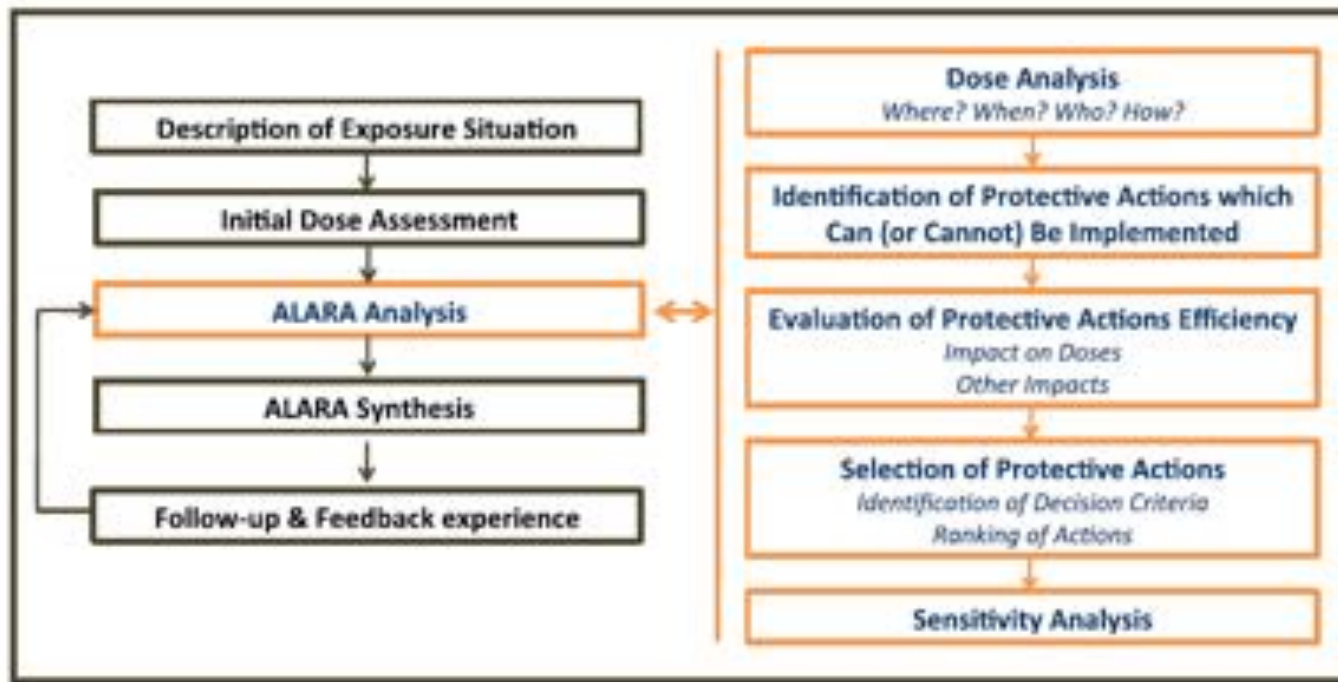 Description of Exposure Situation
Initial Dose Assessment
ALARA Analysis
ALARA Synthesis
Follow-up & Feedback experience
Dose Analysis
Where? When? Who? How?
Identification of Protective Actions which
Can (or Cannot) Be Implemented
Evaluation of Protective Actions Efficiency
Impact on Doses
Other Impacts
Selection of Protective Actions
Identification of Decision Criteria
Ranking of Actions
Sensitivity Analysis